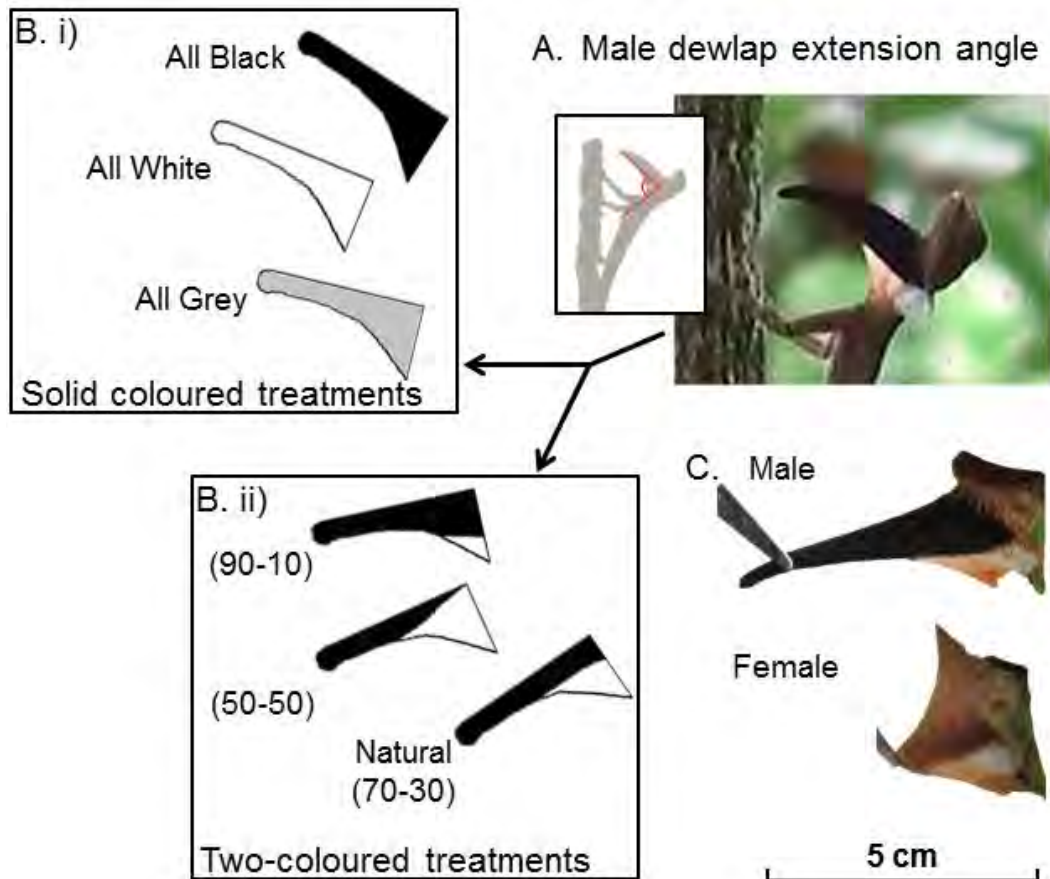 B. i)
All Black
All White
All Grey
Solid coloured treatments
A. Male dewlap extension angle
B. ii)
(90-10)
(50-50)
Natural
(70-30)
Two-coloured treatments
C. Male
Female
5 cm